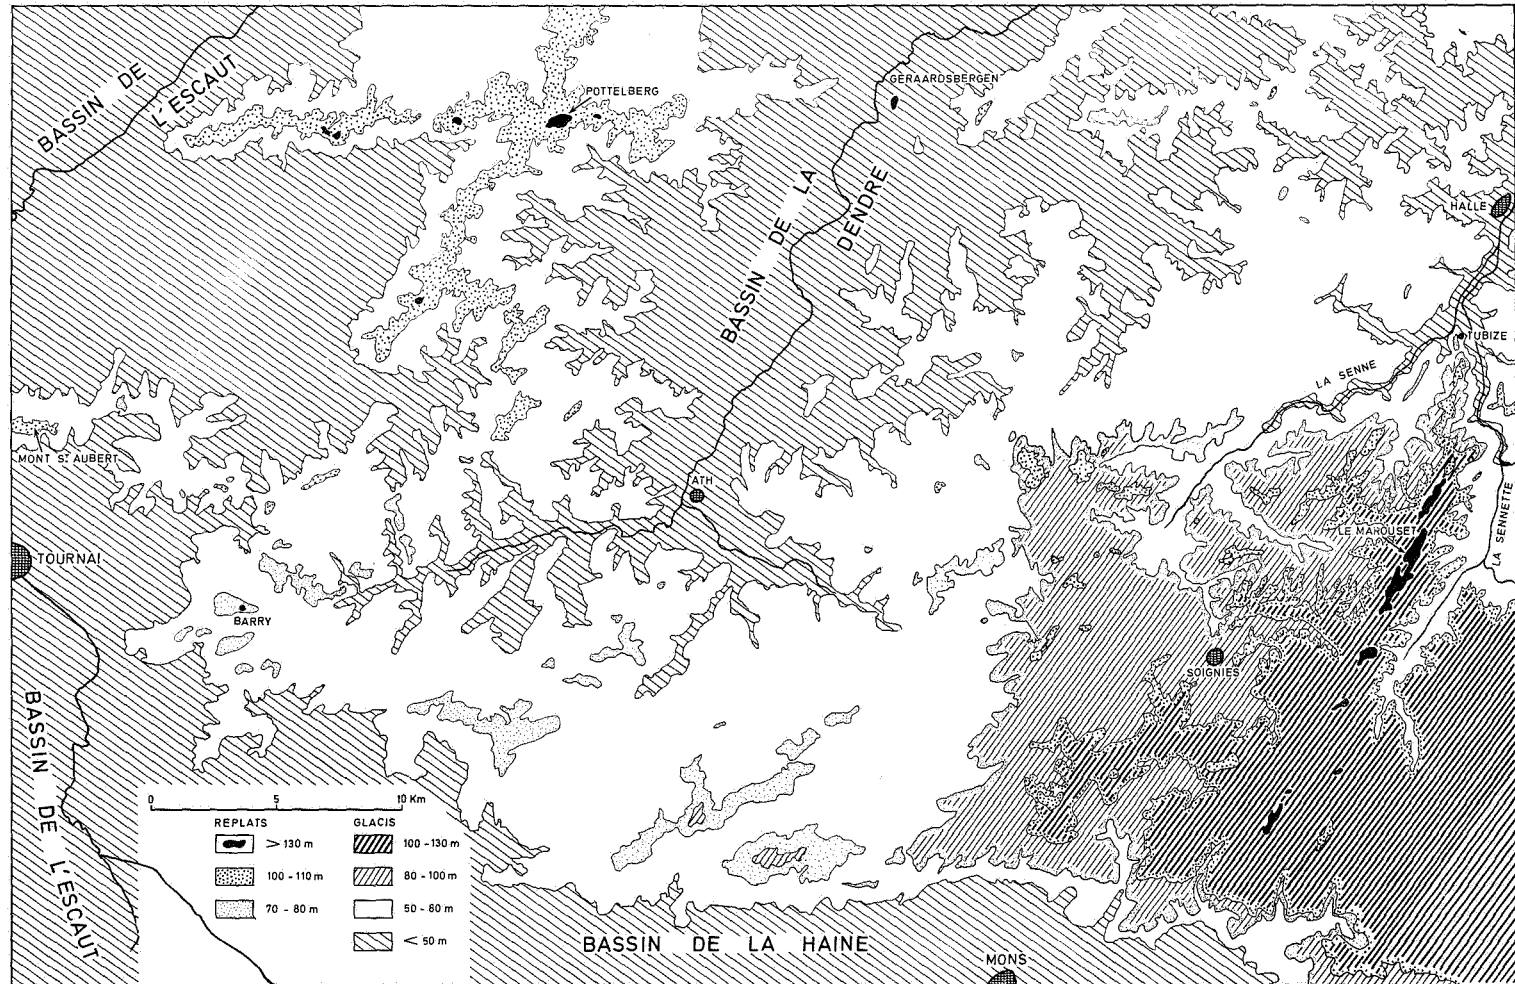 BASSIN DE
L'ESCAUT
POTTELBERG
GERAARDSBERGEN
BASSIN DE LA
DENDRE
HALLE
TUBIZE
LA SENNE
MONT St AUBERT
ATH
LE MAROUSET
LA SENNETTE
TOURNAI
BARRY
SOIGNIES
BASSIN DE L'ESCAUT
0 5 10 Km
REPLATS GLACIS
> 130 m 100 - 130 m
100 - 110 m 80 - 100 m
70 - 80 m 50 - 80 m
< 50 m
BASSIN DE LA HAINE
MONS